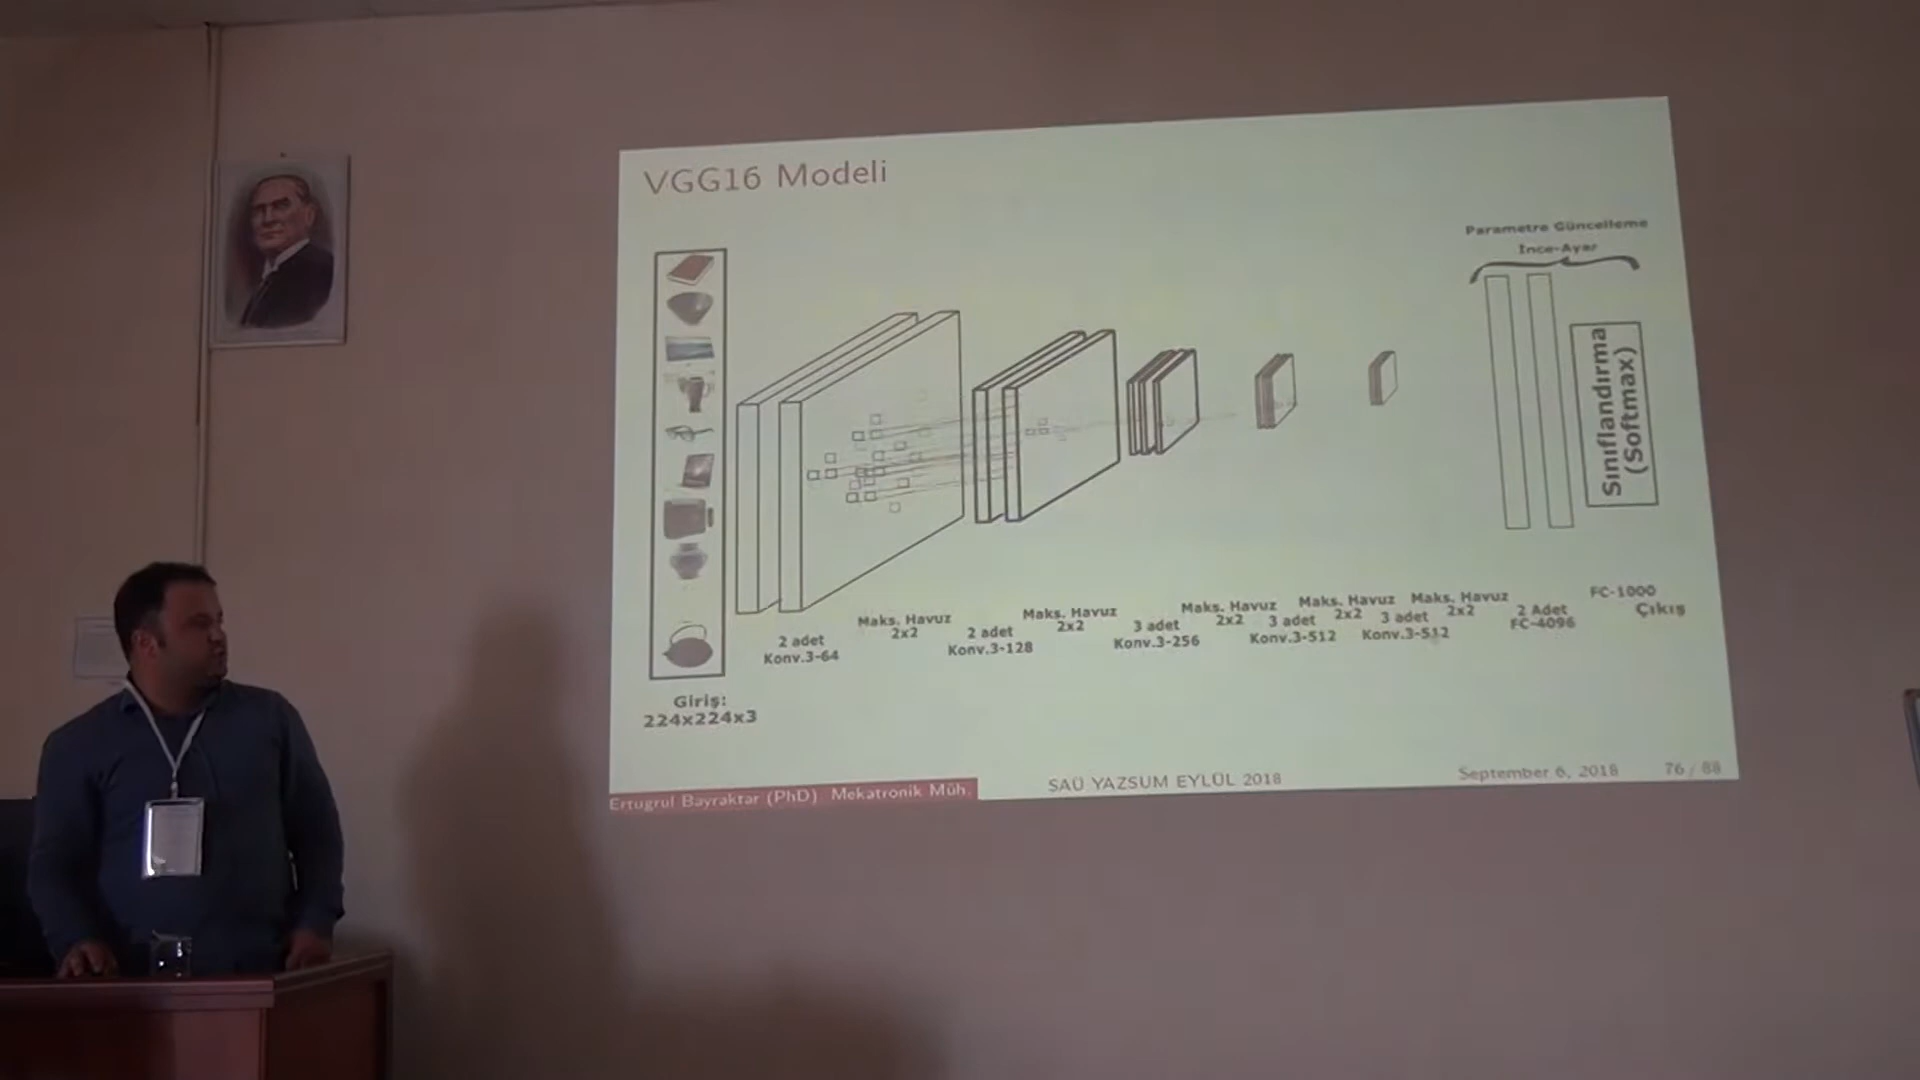 VGG16 Modeli
Parametre Güncelleme
İnce-Ayar
Sınıflandırma
(Softmax)
2 adet
Konv.3-64
Maks. Havuz
2x2
2 adet
Konv.3-128
Maks. Havuz
2x2
3 adet
Konv.3-256
Maks. Havuz
2x2
3 adet
Konv.3-512
Maks. Havuz
2x2
3 adet
Konv.3-512
Maks. Havuz
2x2
2 Adet
FC-4096
FC-1000
Çıkış
Giriş:
224x224x3
Ertugrul Bayraktar (PhD) Mekatronik Müh.
SAÜ YAZSUM EYLÜL 2018
September 6, 2018
76 / 88